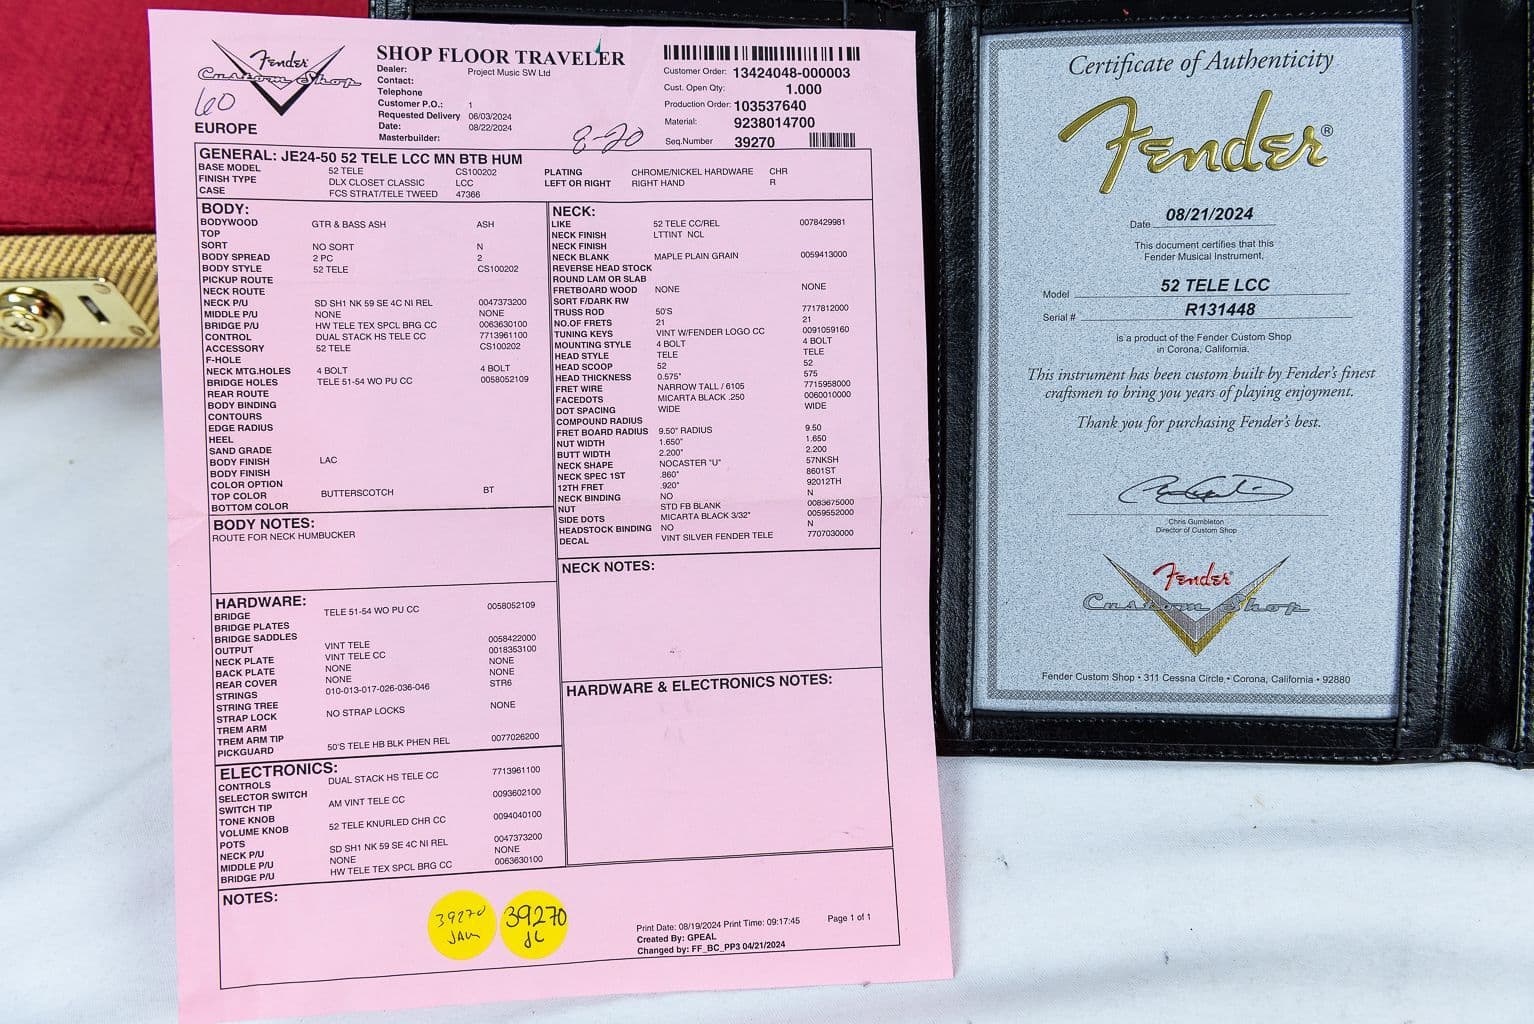 Fender
Custom Shop
60
EUROPE
SHOP FLOOR TRAVELER
Dealer: Project Music SW Ltd
Contact:
Telephone
Customer P.O.: 1
Requested Delivery 06/03/2024
Date: 08/22/2024
Masterbuilder:
8-20
Customer Order: 13424048-000003
Cust. Open Qty: 1.000
Production Order: 103537640
Material: 9238014700
Seq.Number 39270
GENERAL: JE24-50 52 TELE LCC MN BTB HUM
BASE MODEL 52 TELE CS100202
FINISH TYPE DLX CLOSET CLASSIC LCC
CASE FCS STRAT/TELE TWEED 47366
PLATING CHROME/NICKEL HARDWARE CHR
LEFT OR RIGHT RIGHT HAND R
BODY:
BODYWOOD GTR & BASS ASH ASH
TOP
SORT NO SORT N
BODY SPREAD 2 PC 2
BODY STYLE 52 TELE CS100202
PICKUP ROUTE
NECK ROUTE
NECK P/U SD SH1 NK 59 SE 4C NI REL 0047373200
MIDDLE P/U NONE NONE
BRIDGE P/U HW TELE TEX SPCL BRG CC 0063630100
CONTROL DUAL STACK HS TELE CC 7713961100
ACCESSORY 52 TELE CS100202
F-HOLE
NECK MTG.HOLES 4 BOLT 4 BOLT
BRIDGE HOLES TELE 51-54 WO PU CC 0058052109
REAR ROUTE
BODY BINDING
CONTOURS
EDGE RADIUS
HEEL
SAND GRADE
BODY FINISH LAC
BODY FINISH
COLOR OPTION
TOP COLOR BUTTERSCOTCH BT
BOTTOM COLOR
BODY NOTES:
ROUTE FOR NECK HUMBUCKER
HARDWARE:
BRIDGE TELE 51-54 WO PU CC 0058052109
BRIDGE PLATES
BRIDGE SADDLES
OUTPUT VINT TELE 0058422000
NECK PLATE VINT TELE CC 0018353100
BACK PLATE NONE NONE
REAR COVER NONE NONE
STRINGS 010-013-017-026-036-046 STR6
STRING TREE
STRAP LOCK NO STRAP LOCKS NONE
TREM ARM
TREM ARM TIP
PICKGUARD 50'S TELE HB BLK PHEN REL 0077026200
ELECTRONICS:
CONTROLS DUAL STACK HS TELE CC 7713961100
SELECTOR SWITCH
SWITCH TIP AM VINT TELE CC 0093602100
TONE KNOB
VOLUME KNOB 52 TELE KNURLED CHR CC 0094040100
POTS
NECK P/U SD SH1 NK 59 SE 4C NI REL 0047373200
MIDDLE P/U NONE NONE
BRIDGE P/U HW TELE TEX SPCL BRG CC 0063630100
NECK:
LIKE 52 TELE CC/REL 0078429981
NECK FINISH LTTINT NCL
NECK FINISH
NECK BLANK MAPLE PLAIN GRAIN 0059413000
REVERSE HEAD STOCK
ROUND LAM OR SLAB
FRETBOARD WOOD NONE NONE
SORT F/DARK RW
TRUSS ROD 50'S 7717812000
NO.OF FRETS 21 21
TUNING KEYS VINT W/FENDER LOGO CC 0091059160
MOUNTING STYLE 4 BOLT 4 BOLT
HEAD STYLE TELE TELE
HEAD SCOOP 52 52
HEAD THICKNESS 0.575" 575
FRET WIRE NARROW TALL / 6105 7715958000
FACEDOTS MICARTA BLACK .250 0060010000
DOT SPACING WIDE WIDE
COMPOUND RADIUS
FRET BOARD RADIUS 9.50" RADIUS 9.50
NUT WIDTH 1.650" 1.650
BUTT WIDTH 2.200" 2.200
NECK SHAPE NOCASTER "U" 57NKSH
NECK SPEC 1ST .860" 8601ST
12TH FRET .920" 92012TH
NECK BINDING NO N
NUT STD FB BLANK 0083675000
SIDE DOTS MICARTA BLACK 3/32" 0059552000
HEADSTOCK BINDING NO N
DECAL VINT SILVER FENDER TELE 7707030000
NECK NOTES:
HARDWARE & ELECTRONICS NOTES:
NOTES:
39270
39270
JL
Print Date: 08/19/2024 Print Time: 09:17:45 Page 1 of 1
Created By: GPEAL
Changed by: FF_BC_PP3 04/21/2024
Certificate of Authenticity
Fender®
Date 08/21/2024
This document certifies that this
Fender Musical Instrument,
Model 52 TELE LCC
Serial # R131448
is a product of the Fender Custom Shop
in Corona, California.
This instrument has been custom built by Fender's finest
craftsmen to bring you years of playing enjoyment.
Thank you for purchasing Fender's best.
Chris Gumbleton
Director of Custom Shop
Fender
Custom Shop
Fender Custom Shop • 311 Cessna Circle • Corona, California • 92880